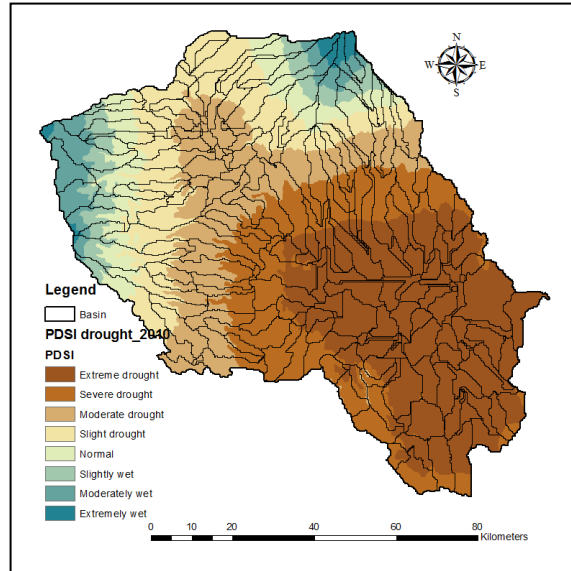 N
W E
S
Legend
Basin
PDSI drought_2010
PDSI
Extreme drought
Severe drought
Moderate drought
Slight drought
Normal
Slightly wet
Moderately wet
Extremely wet
0 10 20 40 60 80
Kilometers